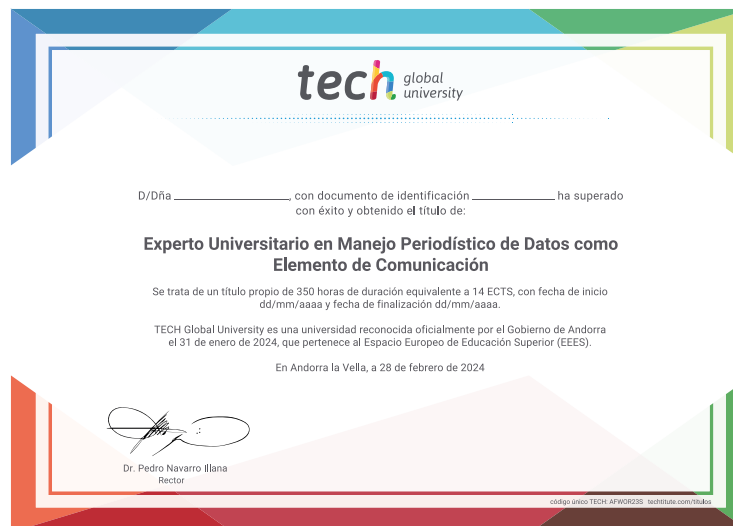 tech global university
D/Dña ____________________, con documento de identificación ______________ ha superado
con éxito y obtenido el título de:
Experto Universitario en Manejo Periodístico de Datos como
Elemento de Comunicación
Se trata de un título propio de 350 horas de duración equivalente a 14 ECTS, con fecha de inicio
dd/mm/aaaa y fecha de finalización dd/mm/aaaa.
TECH Global University es una universidad reconocida oficialmente por el Gobierno de Andorra
el 31 de enero de 2024, que pertenece al Espacio Europeo de Educación Superior (EEES).
En Andorra la Vella, a 28 de febrero de 2024
Dr. Pedro Navarro Illana
Rector
código único TECH: AFWOR23S techtitute.com/titulos